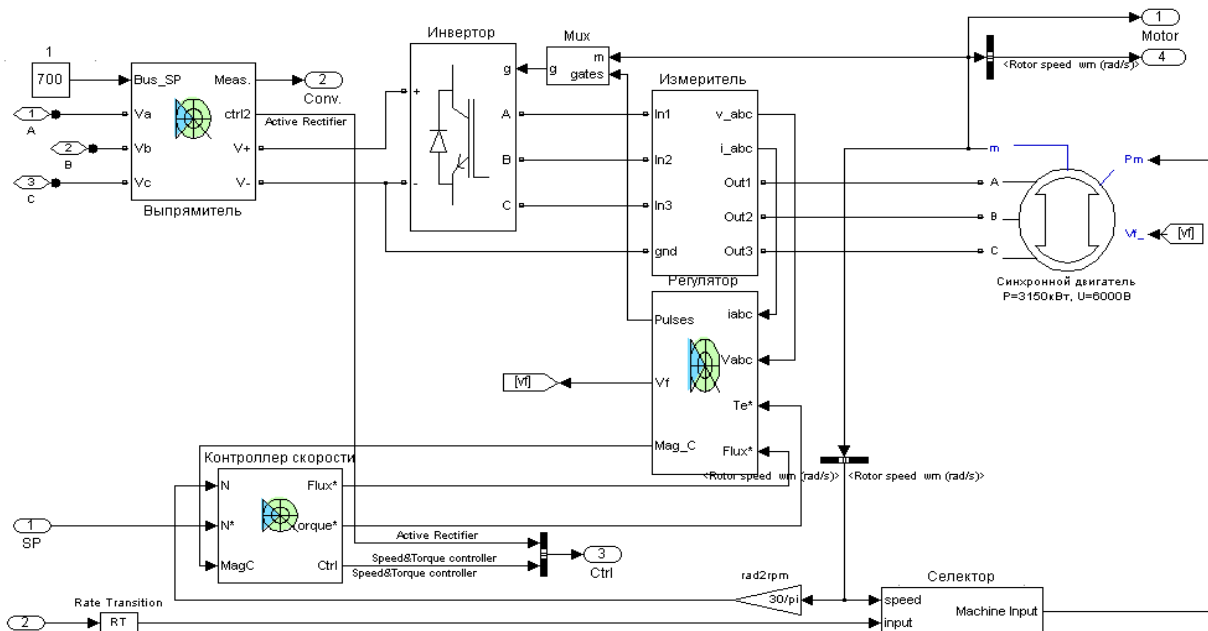 1
Motor
<Rotor speed wm (rad/s)>
4
Инвертор
Mux
m
g
g
gates
1
700
Bus_SP
Meas.
2
Conv.
1
A
Va
ctrl2
Active Rectifier
2
B
Vb
V+
3
C
Vc
V-
Выпрямитель
+
-
A
B
C
Измеритель
In1
In2
In3
gnd
v_abc
i_abc
Out1
Out2
Out3
m
A
B
C
Pm
Vf_
[vf]
Синхронной двигатель
P=3150кВт, U=6000В
Регулятор
Pulses
Vf
Mag_C
iabc
Vabc
Te*
Flux*
[vf]
<Rotor speed wm (rad/s)>
<Rotor speed wm (rad/s)>
Контроллер скорости
N
N*
MagC
Flux*
orque*
Ctrl
1
SP
Active Rectifier
Speed&Torque controller
Speed&Torque controller
3
Ctrl
rad2rpm
30/pi
Селектор
speed
input
Machine Input
Rate Transition
2
RT